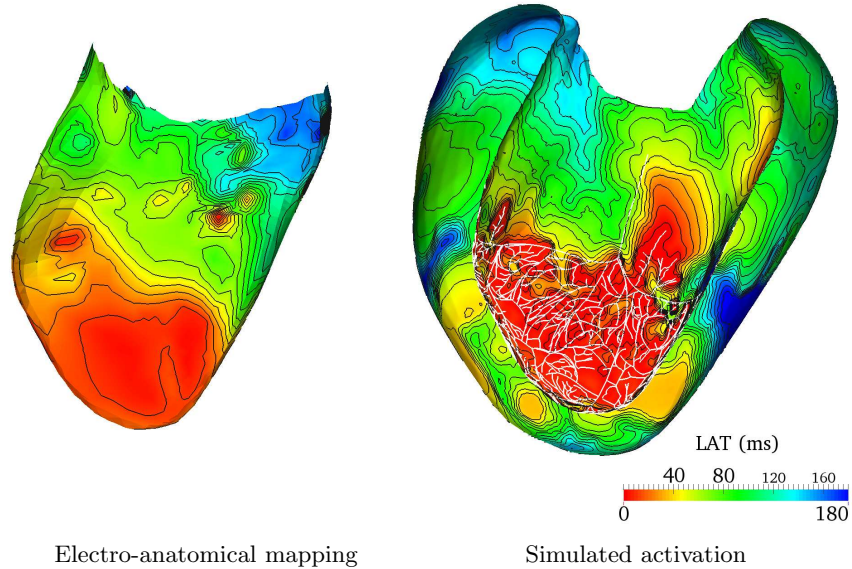 LAT (ms)
40 80 120 160
0 180
Electro-anatomical mapping
Simulated activation